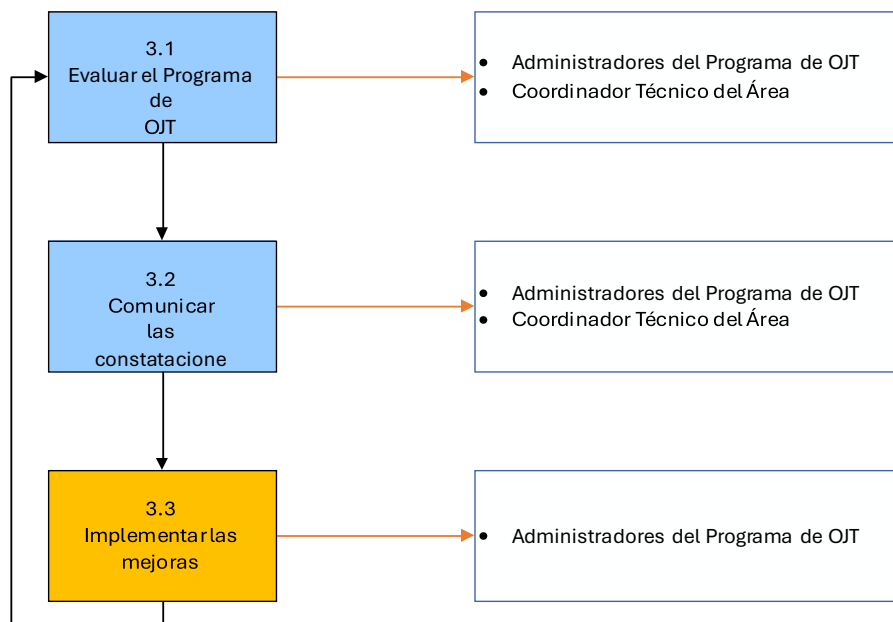 3.1
Evaluar el Programa
de
OJT
• Administradores del Programa de OJT
• Coordinador Técnico del Área
3.2
Comunicar
las
constatacione
• Administradores del Programa de OJT
• Coordinador Técnico del Área
3.3
Implementar las
mejoras
• Administradores del Programa de OJT